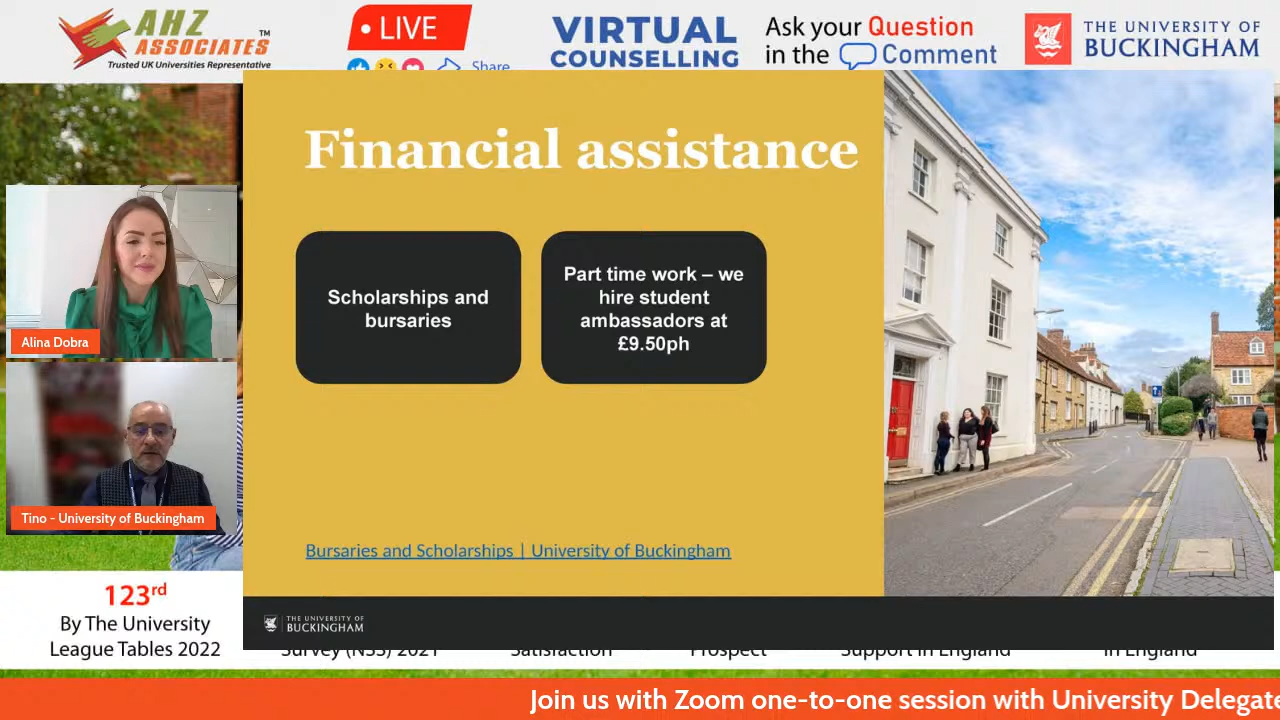 AHZ
ASSOCIATES
TM
Trusted UK Universities Representative
LIVE
Share
VIRTUAL
COUNSELLING
Ask your Question
in the Comment
THE UNIVERSITY OF
BUCKINGHAM
Financial assistance
Scholarships and
bursaries
Part time work – we
hire student
ambassadors at
£9.50ph
Alina Dobra
Tino - University of Buckingham
Bursaries and Scholarships | University of Buckingham
THE UNIVERSITY OF
BUCKINGHAM
123rd
By The University
League Tables 2022
Survey (NSS) 2021
Satisfaction
Prospect
Support in England
in England
Join us with Zoom one-to-one session with University Delegate